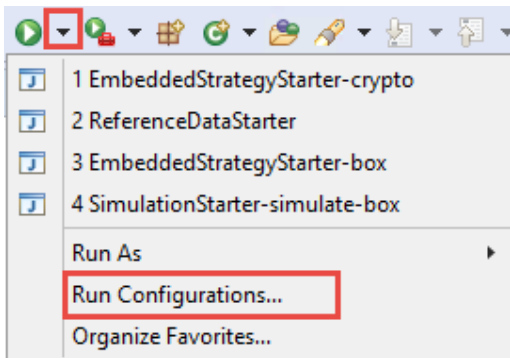 1 EmbeddedStrategyStarter-crypto
2 ReferenceDataStarter
3 EmbeddedStrategyStarter-box
4 SimulationStarter-simulate-box
Run As
Run Configurations...
Organize Favorites...